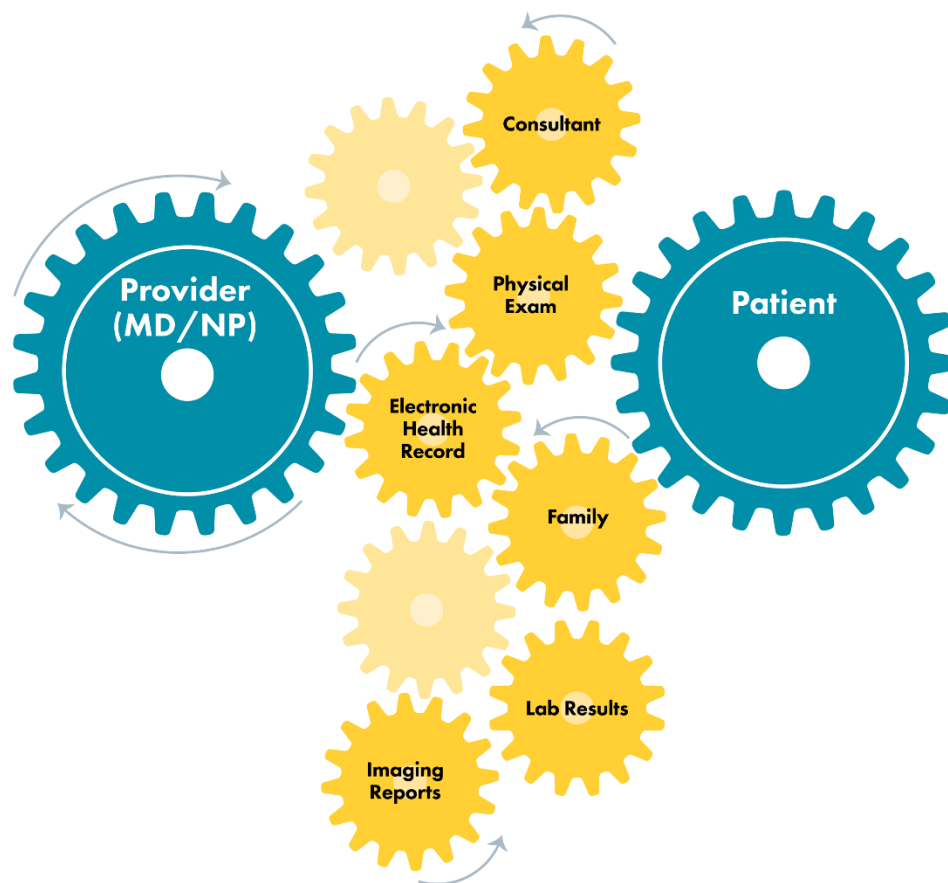 Consultant
Provider
(MD/NP)
Physical
Exam
Patient
Electronic
Health
Record
Family
Lab Results
Imaging
Reports